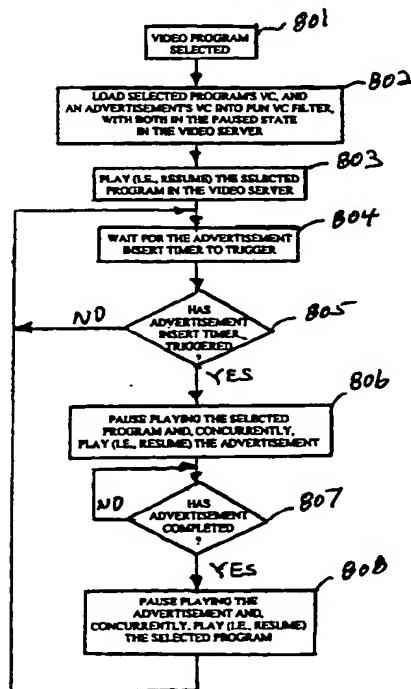 801
VIDEO PROGRAM
SELECTED
802
LOAD SELECTED PROGRAM'S VC, AND
AN ADVERTISEMENT'S VC INTO PUN VC FILTER,
WITH BOTH IN THE PAUSED STATE
IN THE VIDEO SERVER
803
PLAY (I.E., RESUME) THE SELECTED
PROGRAM IN THE VIDEO SERVER
804
WAIT FOR THE ADVERTISEMENT
INSERT TIMER TO TRIGGER
805
NO
HAS
ADVERTISEMENT
INSERT TIMER
TRIGGERED
?
YES
806
PAUSE PLAYING THE SELECTED
PROGRAM AND, CONCURRENTLY,
PLAY (I.E., RESUME) THE ADVERTISEMENT
807
NO
HAS
ADVERTISEMENT
COMPLETED
?
YES
808
PAUSE PLAYING THE
ADVERTISEMENT AND,
CONCURRENTLY, PLAY (I.E., RESUME)
THE SELECTED PROGRAM